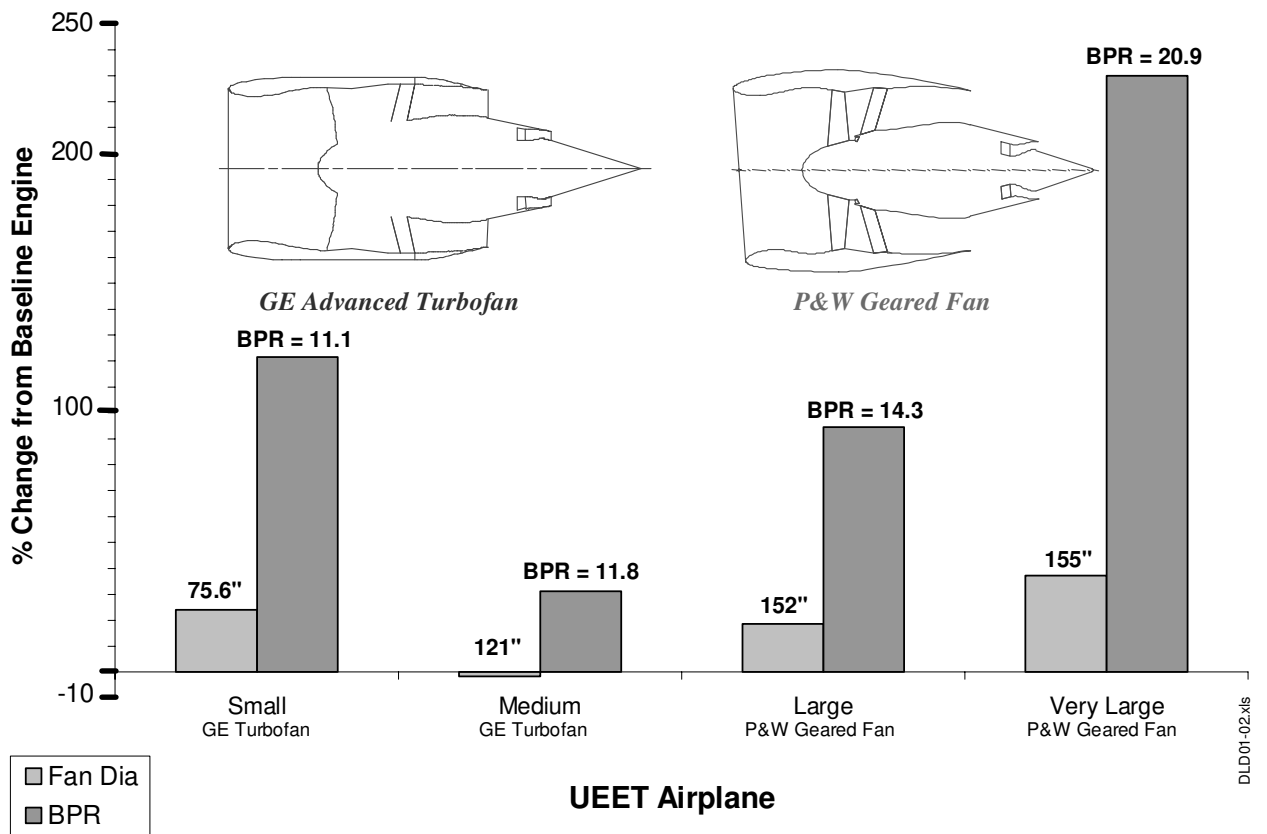 250
200
100
-10
% Change from Baseline Engine
BPR = 20.9
GE Advanced Turbofan
P&W Geared Fan
BPR = 11.1
BPR = 14.3
75.6"
BPR = 11.8
121"
152"
155"
Small
GE Turbofan
Medium
GE Turbofan
Large
P&W Geared Fan
Very Large
P&W Geared Fan
DLD01-02.xls
Fan Dia
BPR
UEET Airplane